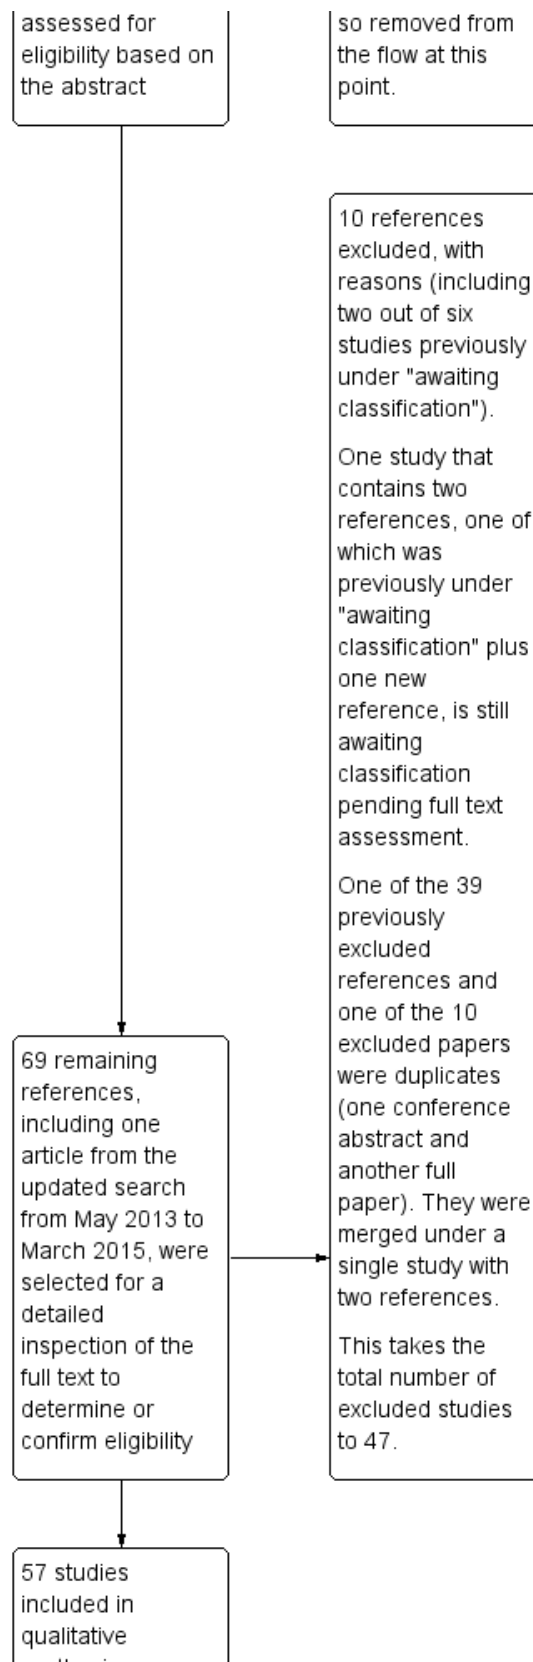 assessed for
eligibility based on
the abstract
so removed from
the flow at this
point.
10 references
excluded, with
reasons (including
two out of six
studies previously
under "awaiting
classification").
One study that
contains two
references, one of
which was
previously under
"awaiting
classification" plus
one new
reference, is still
awaiting
classification
pending full text
assessment.
One of the 39
previously
excluded
references and
one of the 10
excluded papers
were duplicates
(one conference
abstract and
another full
paper). They were
merged under a
single study with
two references.
This takes the
total number of
excluded studies
to 47.
69 remaining
references,
including one
article from the
updated search
from May 2013 to
March 2015, were
selected for a
detailed
inspection of the
full text to
determine or
confirm eligibility
57 studies
included in
qualitative